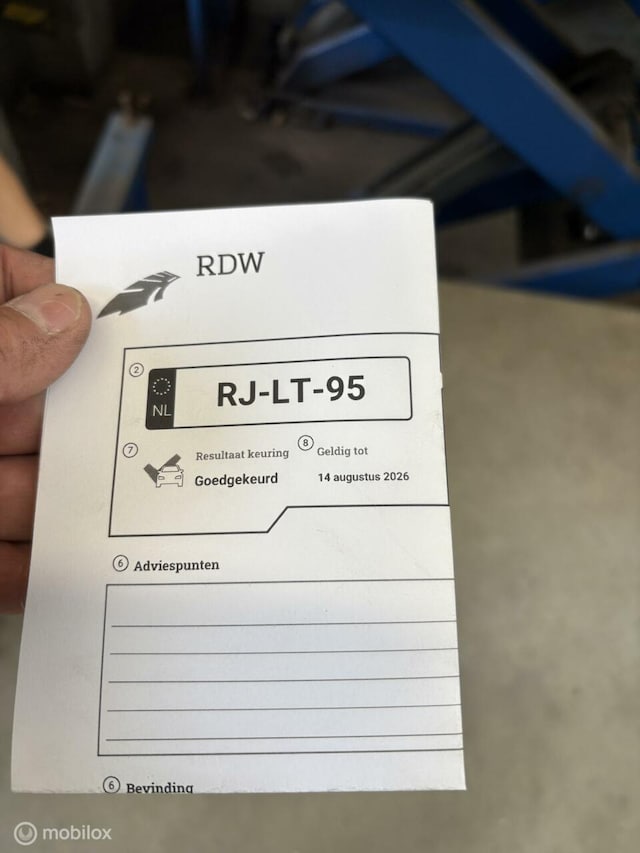 RDW
2
NL
RJ-LT-95
7
Resultaat keuring
Goedgekeurd
8
Geldig tot
14 augustus 2026
6 Adviespunten
6 Bevinding
mobilox